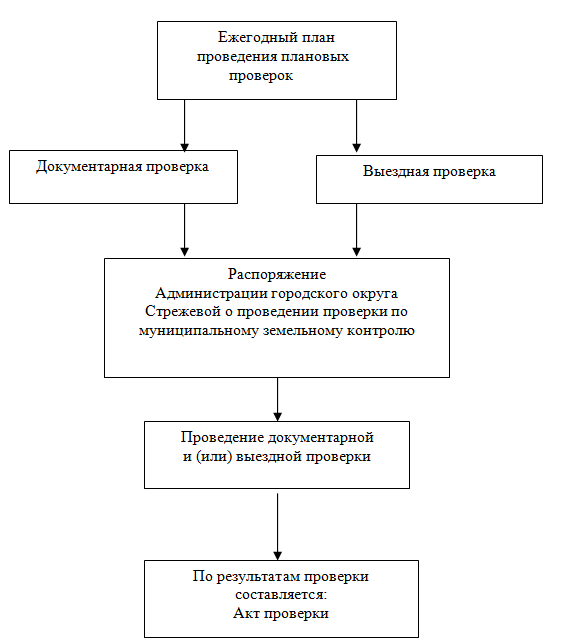 Ежегодный план
проведения плановых
проверок
Документарная проверка
Выездная проверка
Распоряжение
Администрации городского округа
Стрежевой о проведении проверки по
муниципальному земельному контролю
Проведение документарной
и (или) выездной проверки
По результатам проверки
составляется:
Акт проверки